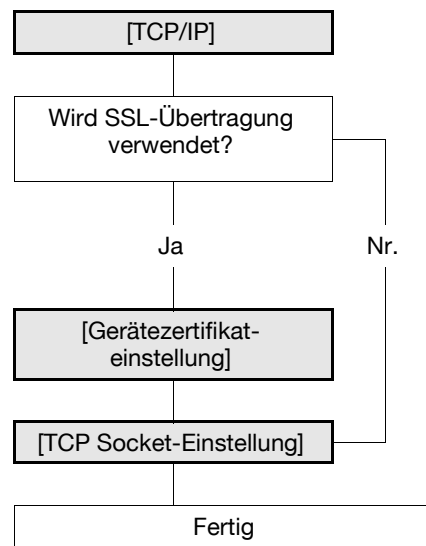 [TCP/IP]
Wird SSL-Übertragung
verwendet?
Ja
Nr.
[Gerätezertifikat-
einstellung]
[TCP Socket-Einstellung]
Fertig